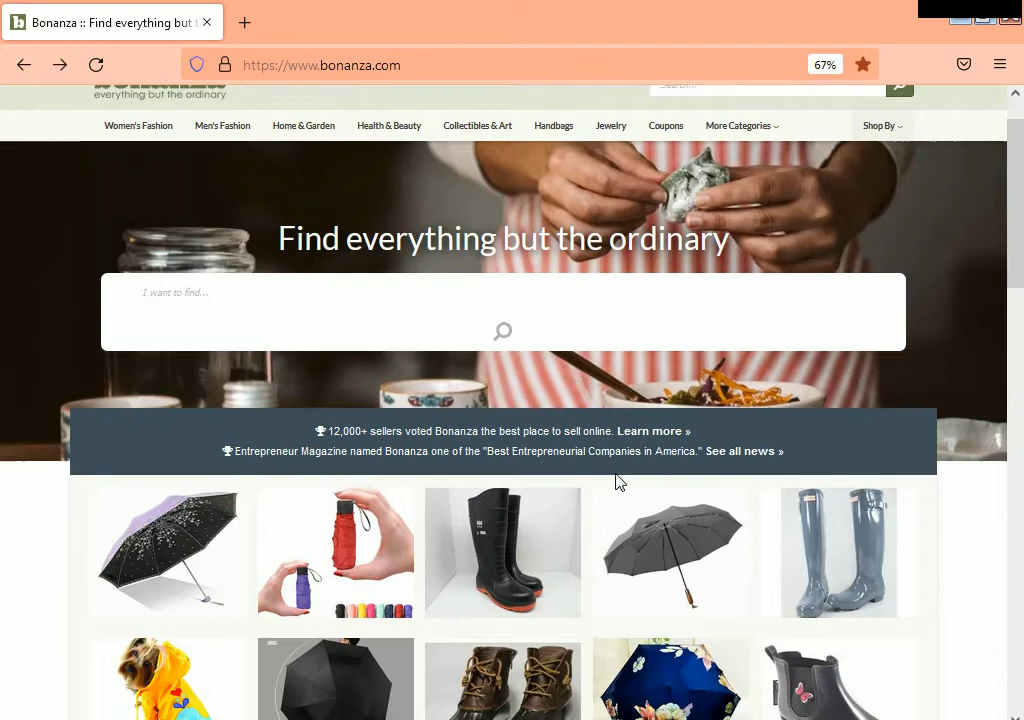 Bonanza :: Find everything but t
https://www.bonanza.com
67%
everything but the ordinary
Search...
Women's Fashion Men's Fashion Home & Garden Health & Beauty Collectibles & Art Handbags Jewelry Coupons More Categories Shop By
Find everything but the ordinary
I want to find...
12,000+ sellers voted Bonanza the best place to sell online. Learn more »
Entrepreneur Magazine named Bonanza one of the "Best Entrepreneurial Companies in America." See all news »